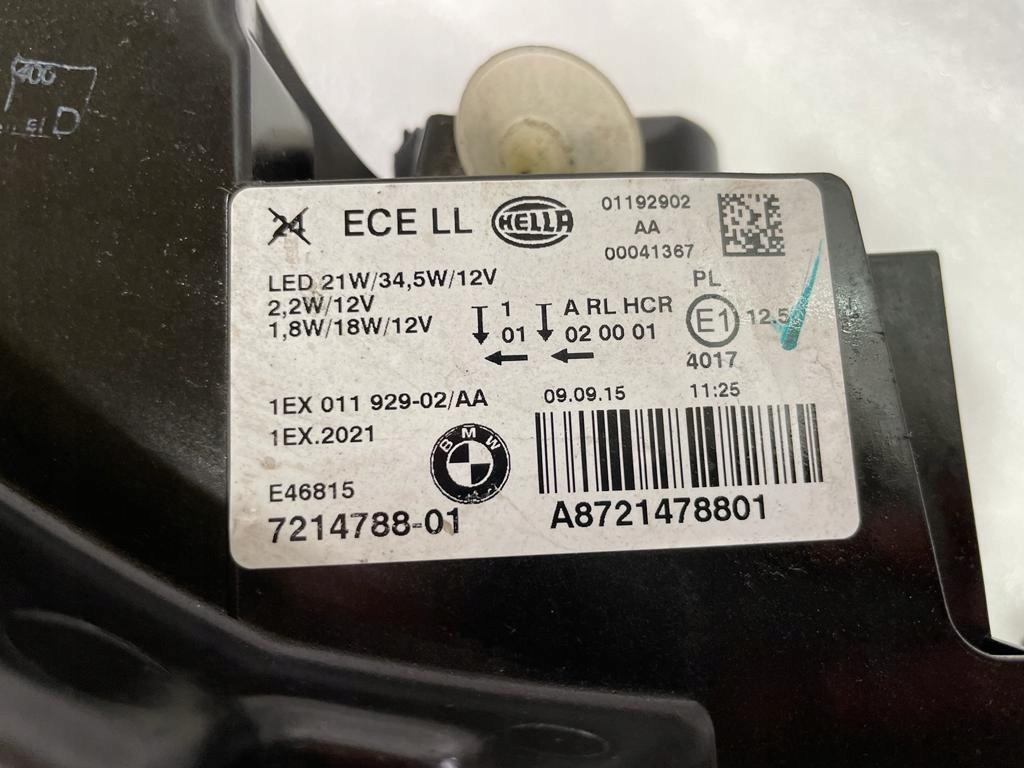 400
D
24 ECE LL HELLA
01192902
AA
00041367
LED 21W/34,5W/12V
2,2W/12V
1,8W/18W/12V
1 A RL HCR
01 02 00 01
PL
E1 12.5
4017
1EX 011 929-02/AA
1EX.2021
09.09.15 11:25
BMW
E46815
7214788-01
A8721478801